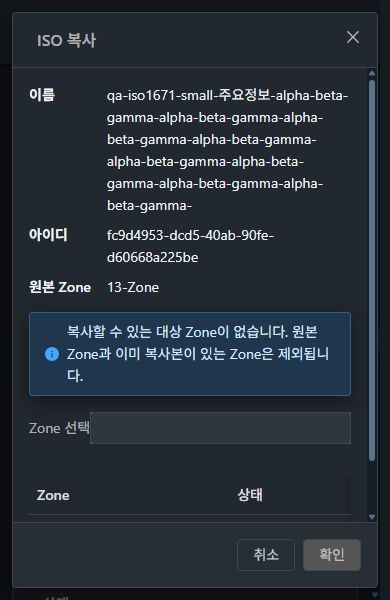 ISO 복사
이름
qa-iso1671-small-주요정보-alpha-beta-
gamma-alpha-beta-gamma-alpha-
beta-gamma-alpha-beta-gamma-
alpha-beta-gamma-alpha-beta-
gamma-alpha-beta-gamma-alpha-
beta-gamma-
아이디
fc9d4953-dcd5-40ab-90fe-
d60668a225be
원본 Zone
13-Zone
복사할 수 있는 대상 Zone이 없습니다. 원본
Zone과 이미 복사본이 있는 Zone은 제외됩니
다.
Zone 선택
Zone
상태
취소
확인